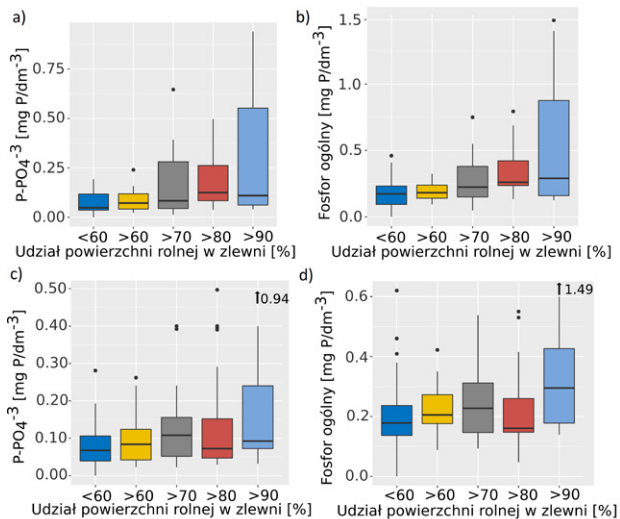 a)
P-PO4⁻³ [mg P/dm⁻³]
0.75
0.50
0.25
0.00
<60 >60 >70 >80 >90
Udział powierzchni rolnej w zlewni [%]
b)
Fosfor ogólny [mg P/dm⁻³]
1.5
1.0
0.5
0.0
<60 >60 >70 >80 >90
Udział powierzchni rolnej w zlewni [%]
c)
P-PO4⁻³ [mg P/dm⁻³]
0.50
0.40
0.30
0.20
0.10
0.00
0.94
<60 >60 >70 >80 >90
Udział powierzchni rolnej w zlewni [%]
d)
Fosfor ogólny [mg P/dm⁻³]
0.6
0.4
0.2
0.0
1.49
<60 >60 >70 >80 >90
Udział powierzchni rolnej w zlewni [%]